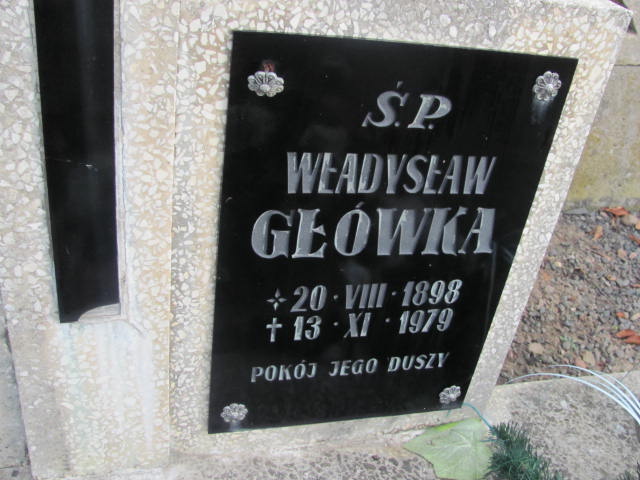 Ś.P.
WŁADYSŁAW
GŁÓWKA
20 · VIII · 1898
† 13 · XI · 1979
POKÓJ JEGO DUSZY